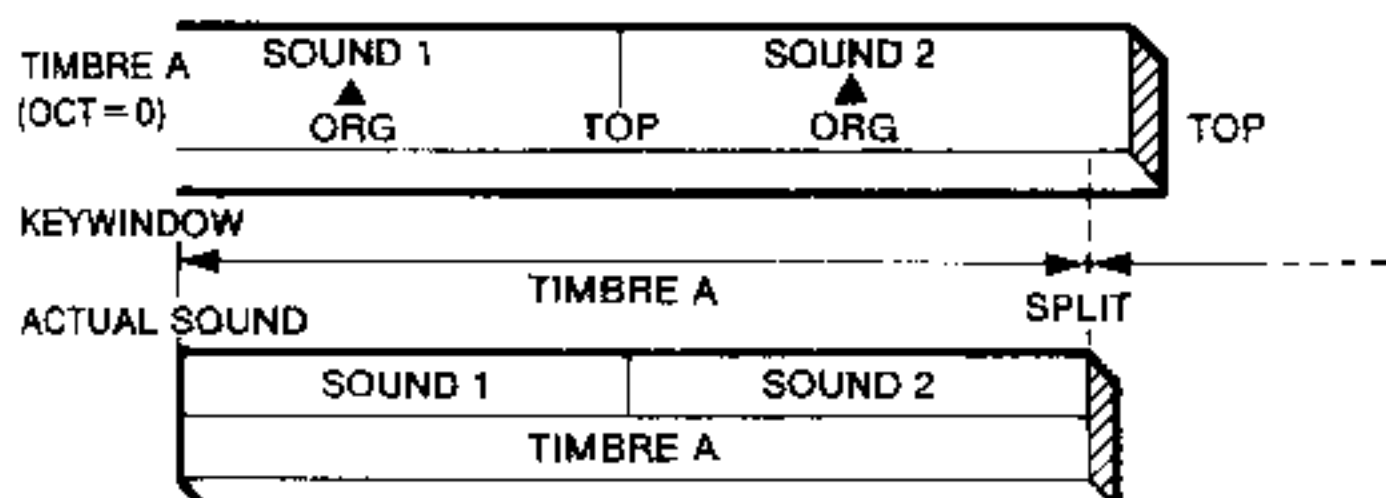 TIMBRE A
(OCT = 0)
SOUND 1
SOUND 2
ORG
TOP
ORG
TOP
KEYWINDOW
TIMBRE A
SPLIT
ACTUAL SOUND
SOUND 1
SOUND 2
TIMBRE A